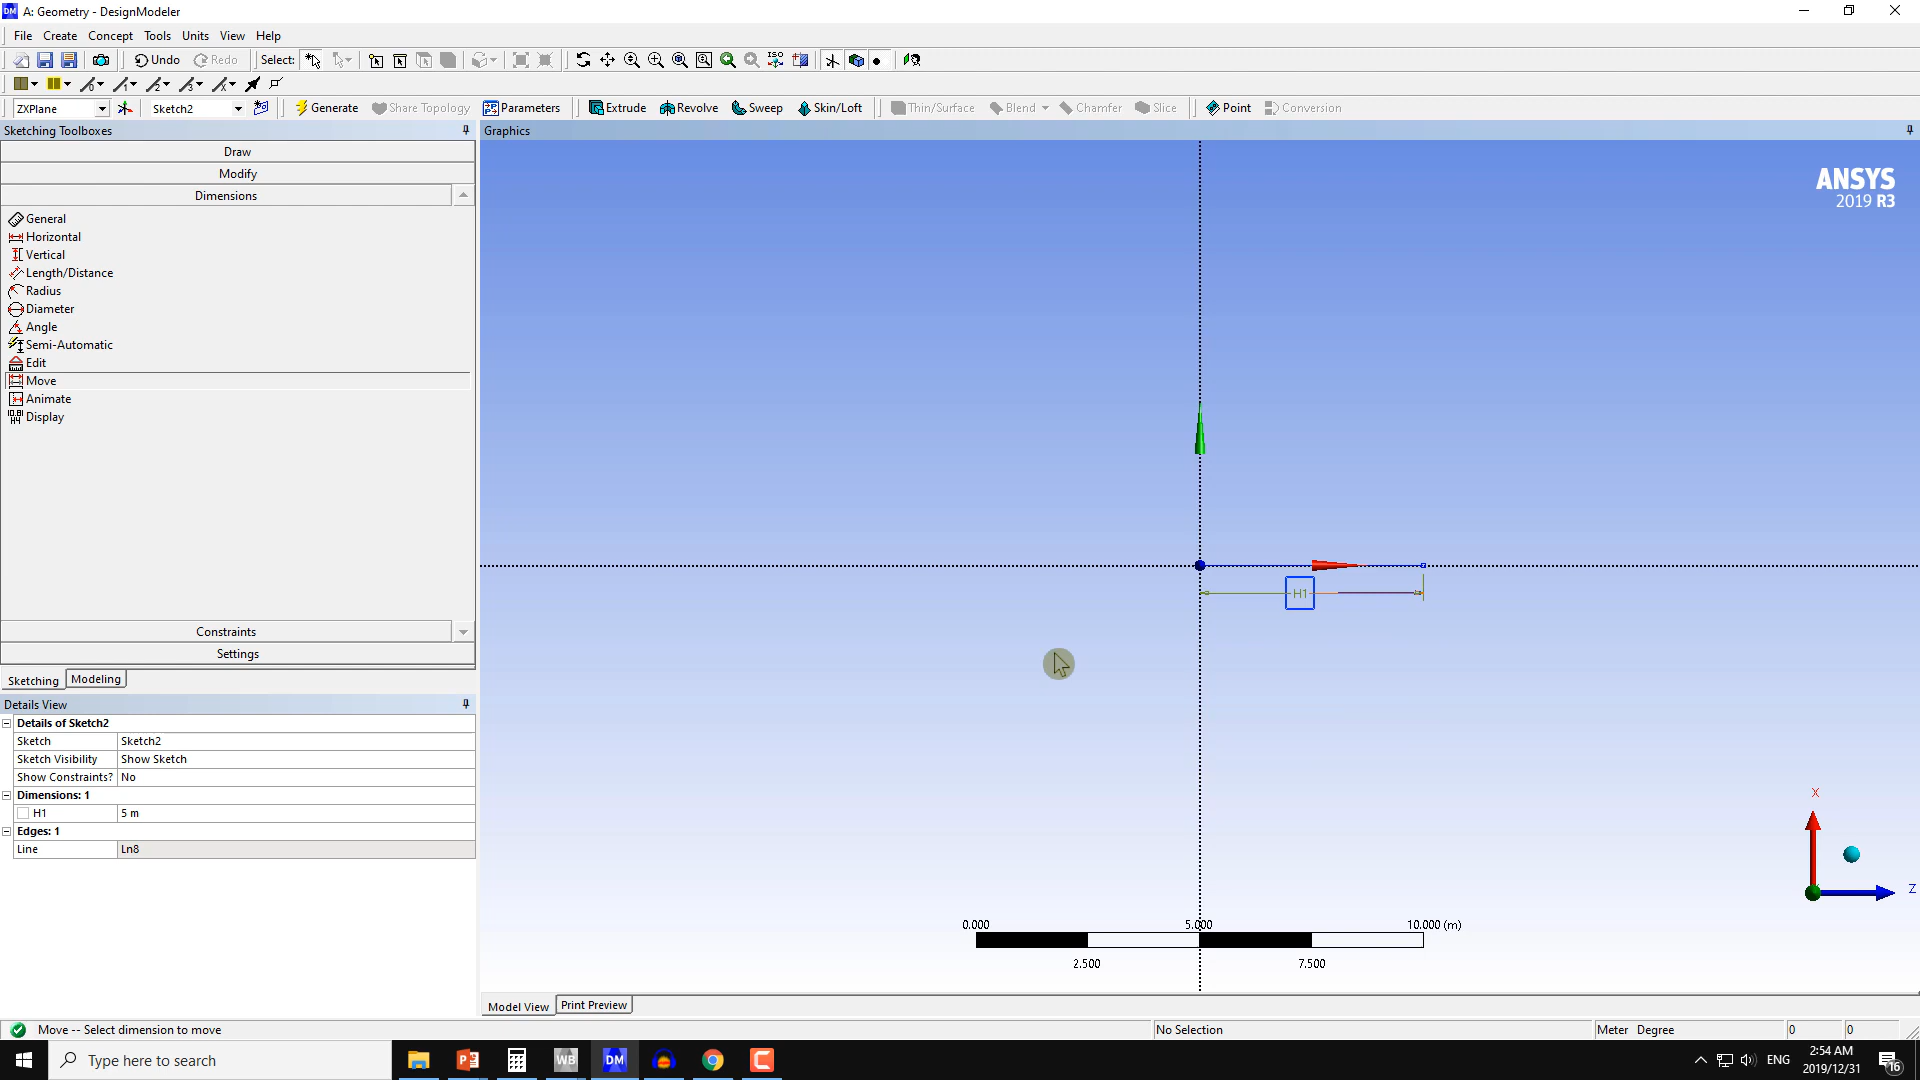 DM A: Geometry - DesignModeler
File Create Concept Tools Units View Help
Undo Redo Select: ISO
ZXPlane Sketch2 Generate Share Topology Parameters Extrude Revolve Sweep Skin/Loft Thin/Surface Blend Chamfer Slice Point Conversion
Sketching Toolboxes
Draw
Modify
Dimensions
General
Horizontal
Vertical
Length/Distance
Radius
Diameter
Angle
Semi-Automatic
Edit
Move
Animate
Display
Constraints
Settings
Sketching Modeling
Details View
Details of Sketch2
Sketch Sketch2
Sketch Visibility Show Sketch
Show Constraints? No
Dimensions: 1
H1 5 m
Edges: 1
Line Ln8
Graphics
ANSYS
2019 R3
H1
X
Z
0.000 5.000 10.000 (m)
2.500 7.500
Model View Print Preview
Move -- Select dimension to move No Selection Meter Degree 0 0
Type here to search WB DM ENG 2:54 AM
2019/12/31 16